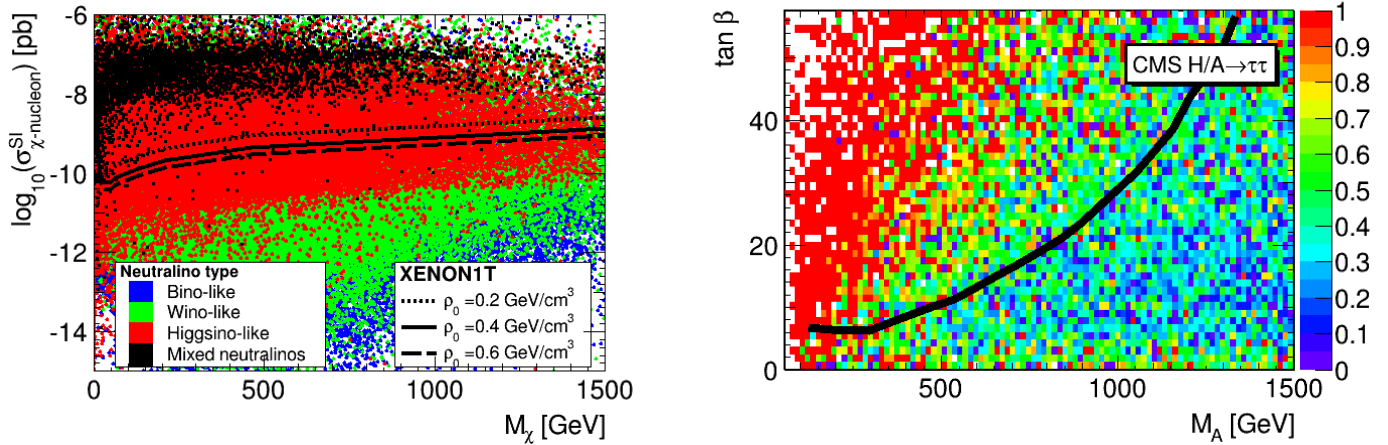 log10(σ^SI_χ-nucleon) [pb]
-6
-8
-10
-12
-14
Neutralino type
Bino-like
Wino-like
Higgsino-like
Mixed neutralinos
XENON1T
ρ0 =0.2 GeV/cm³
ρ0 =0.4 GeV/cm³
ρ0 =0.6 GeV/cm³
0 500 1000 1500
Mχ [GeV]
tan β
40
20
0
CMS H/A→ττ
500 1000 1500
M_A [GeV]
1
0.9
0.8
0.7
0.6
0.5
0.4
0.3
0.2
0.1
0